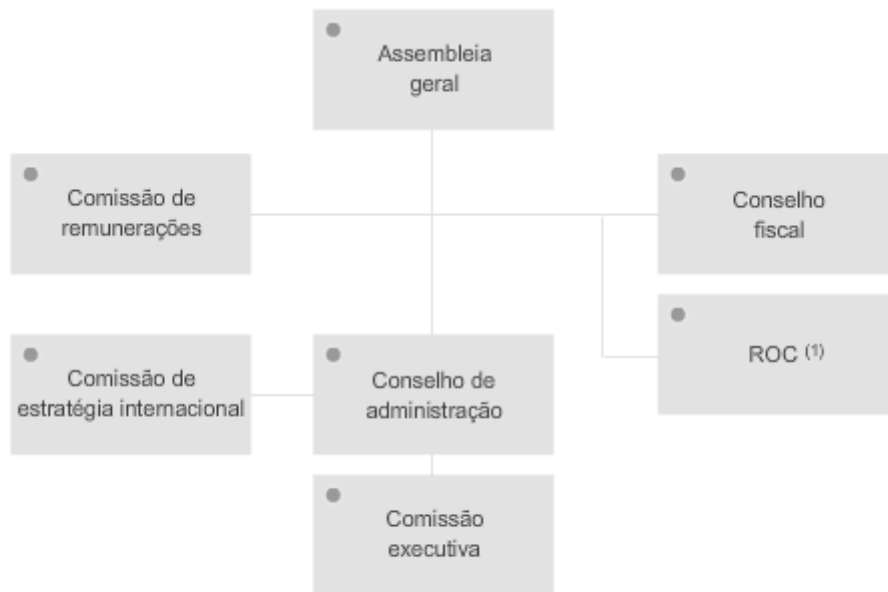 Assembleia
geral
Comissão de
remunerações
Conselho
fiscal
ROC (1)
Comissão de
estratégia internacional
Conselho de
administração
Comissão
executiva